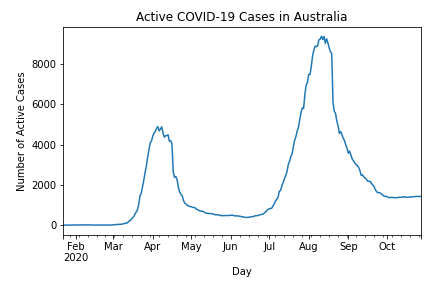 Active COVID-19 Cases in Australia
Number of Active Cases
8000
6000
4000
2000
0
Feb Mar Apr May Jun Jul Aug Sep Oct
2020
Day